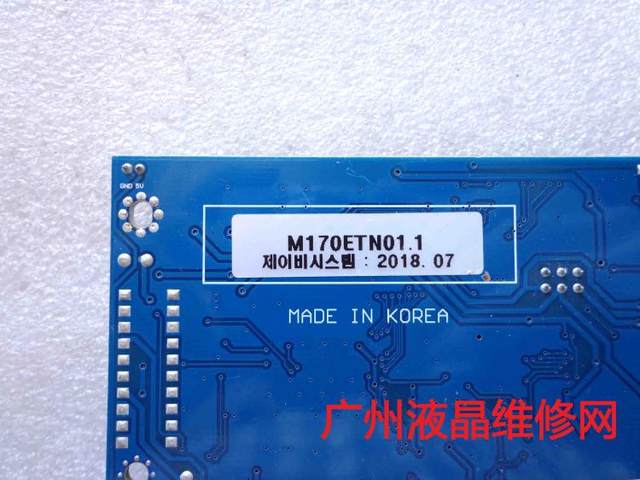 GND 5V
M170ETN01.1
제이비시스템 : 2018. 07
MADE IN KOREA
广州液晶维修网